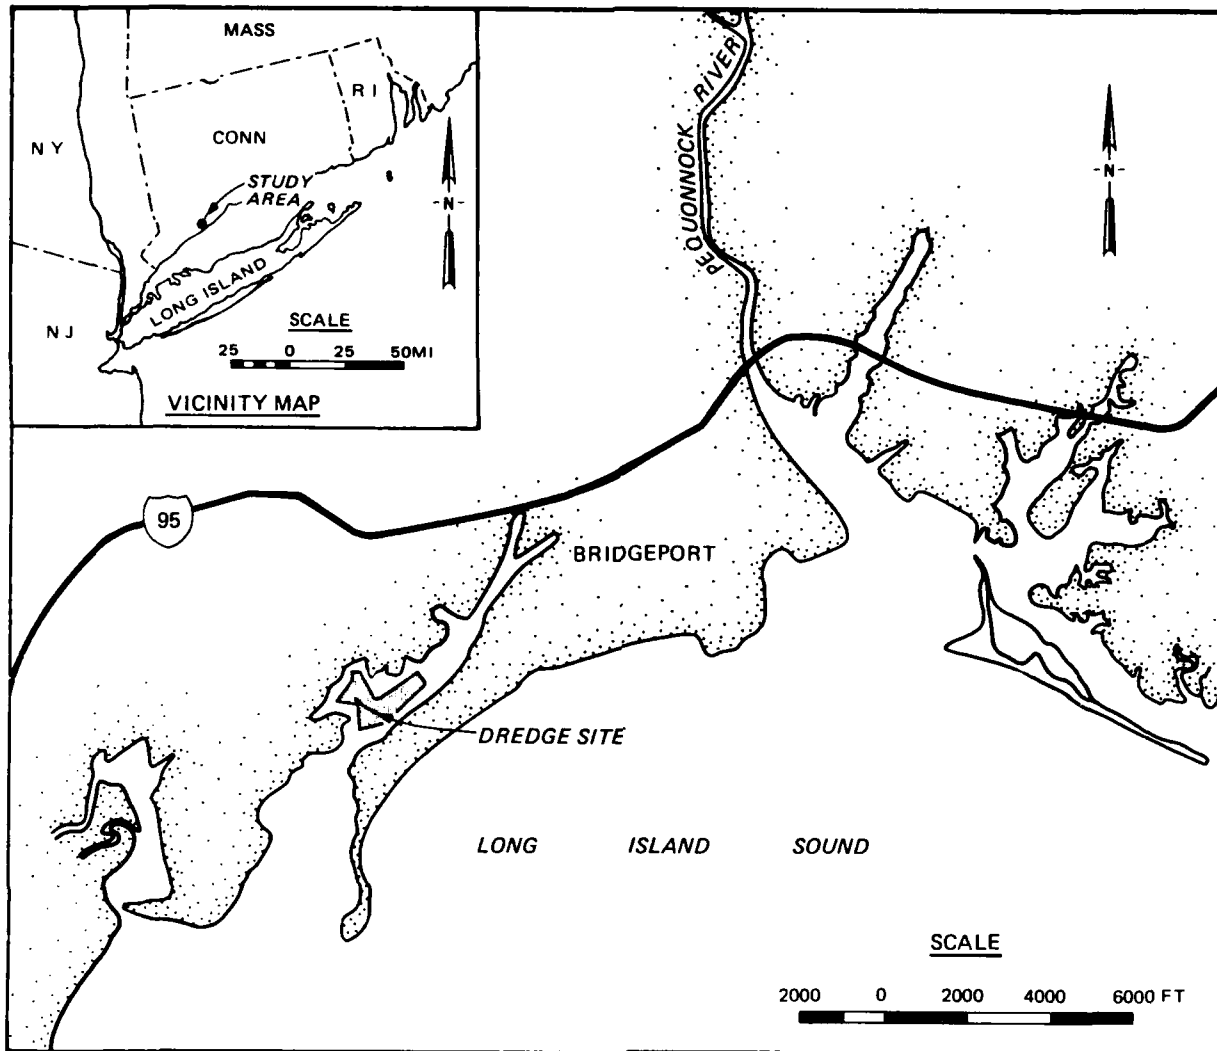 MASS
R I
CONN
N Y
STUDY
AREA
-N-
LONG ISLAND
N J
SCALE
25 0 25 50MI
VICINITY MAP
PEQUONNOCK RIVER
-N-
95
BRIDGEPORT
DREDGE SITE
LONG ISLAND SOUND
SCALE
2000 0 2000 4000 6000 FT